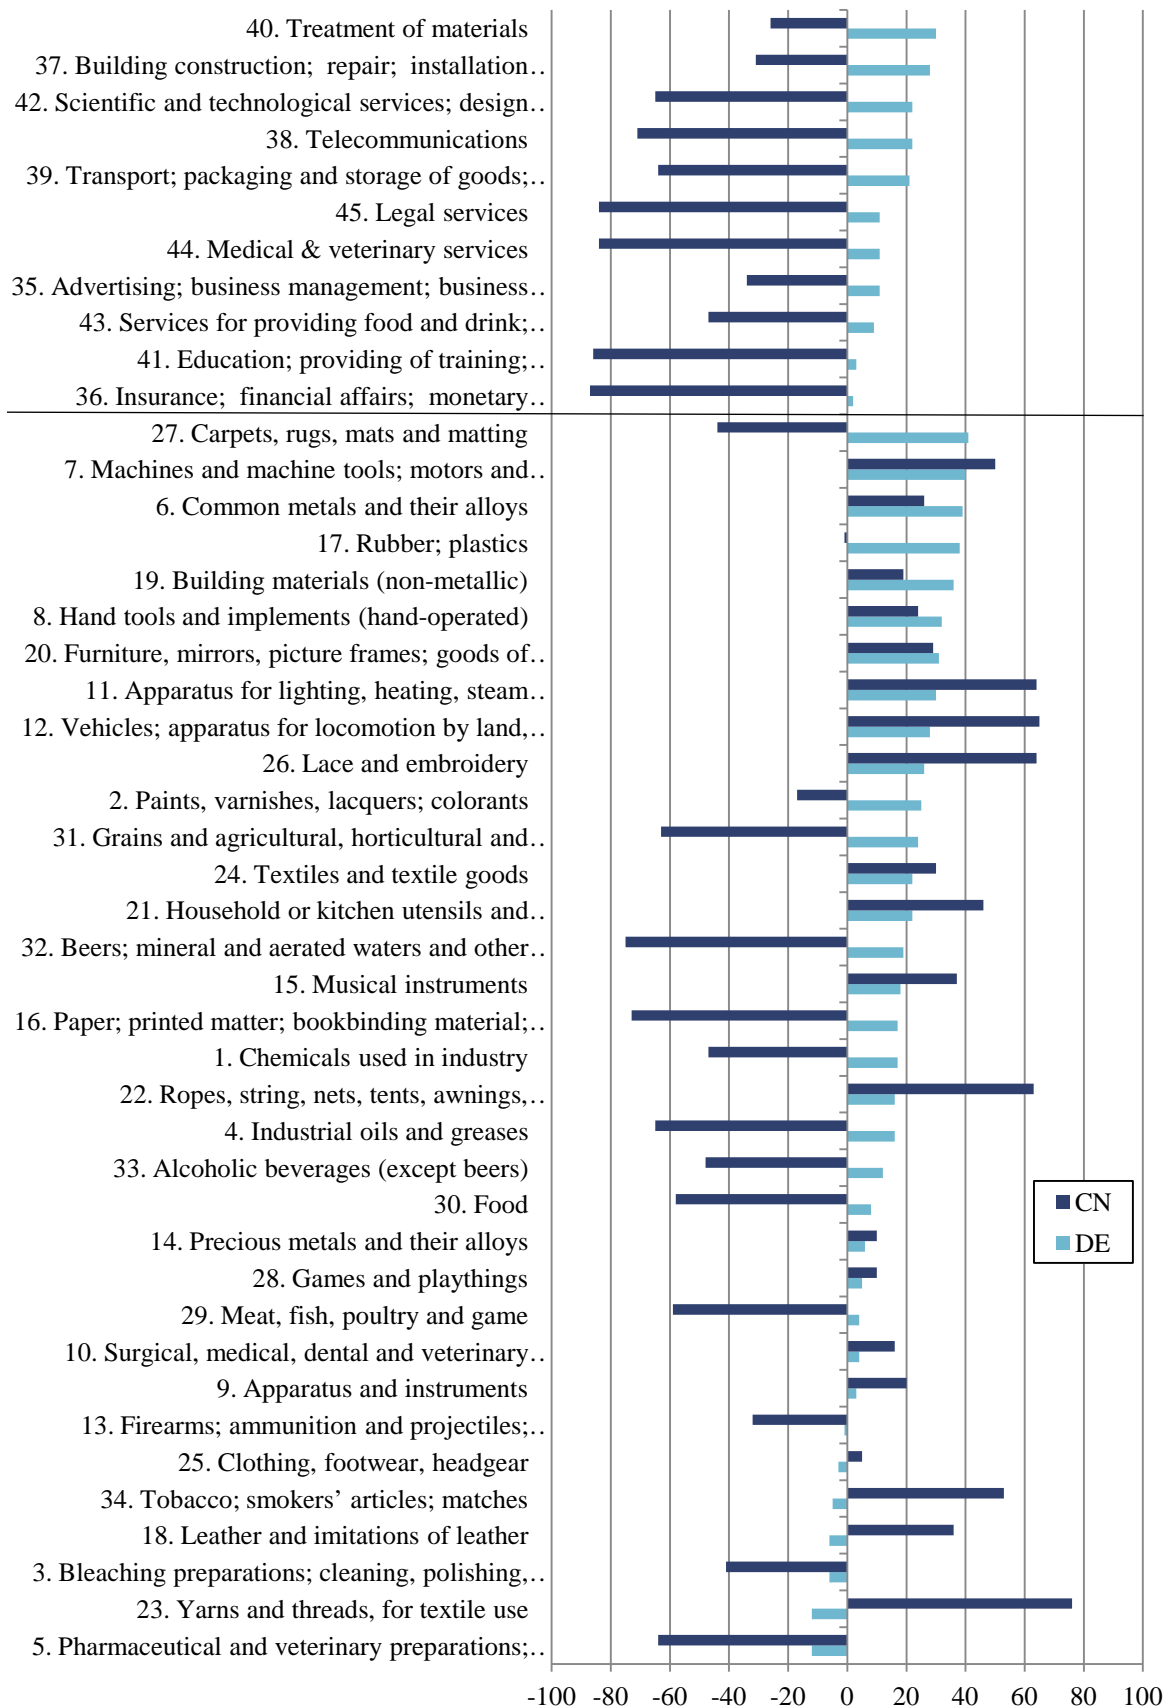 40. Treatment of materials
37. Building construction; repair; installation..
42. Scientific and technological services; design..
38. Telecommunications
39. Transport; packaging and storage of goods;..
45. Legal services
44. Medical & veterinary services
35. Advertising; business management; business..
43. Services for providing food and drink;..
41. Education; providing of training;..
36. Insurance; financial affairs; monetary..
27. Carpets, rugs, mats and matting
7. Machines and machine tools; motors and..
6. Common metals and their alloys
17. Rubber; plastics
19. Building materials (non-metallic)
8. Hand tools and implements (hand-operated)
20. Furniture, mirrors, picture frames; goods of..
11. Apparatus for lighting, heating, steam..
12. Vehicles; apparatus for locomotion by land,..
26. Lace and embroidery
2. Paints, varnishes, lacquers; colorants
31. Grains and agricultural, horticultural and..
24. Textiles and textile goods
21. Household or kitchen utensils and..
32. Beers; mineral and aerated waters and other..
15. Musical instruments
16. Paper; printed matter; bookbinding material;..
1. Chemicals used in industry
22. Ropes, string, nets, tents, awnings,..
4. Industrial oils and greases
33. Alcoholic beverages (except beers)
30. Food
14. Precious metals and their alloys
28. Games and playthings
29. Meat, fish, poultry and game
10. Surgical, medical, dental and veterinary..
9. Apparatus and instruments
13. Firearms; ammunition and projectiles;..
25. Clothing, footwear, headgear
34. Tobacco; smokers’ articles; matches
18. Leather and imitations of leather
3. Bleaching preparations; cleaning, polishing,..
23. Yarns and threads, for textile use
5. Pharmaceutical and veterinary preparations;..
CN
DE
-100 -80 -60 -40 -20 0 20 40 60 80 100